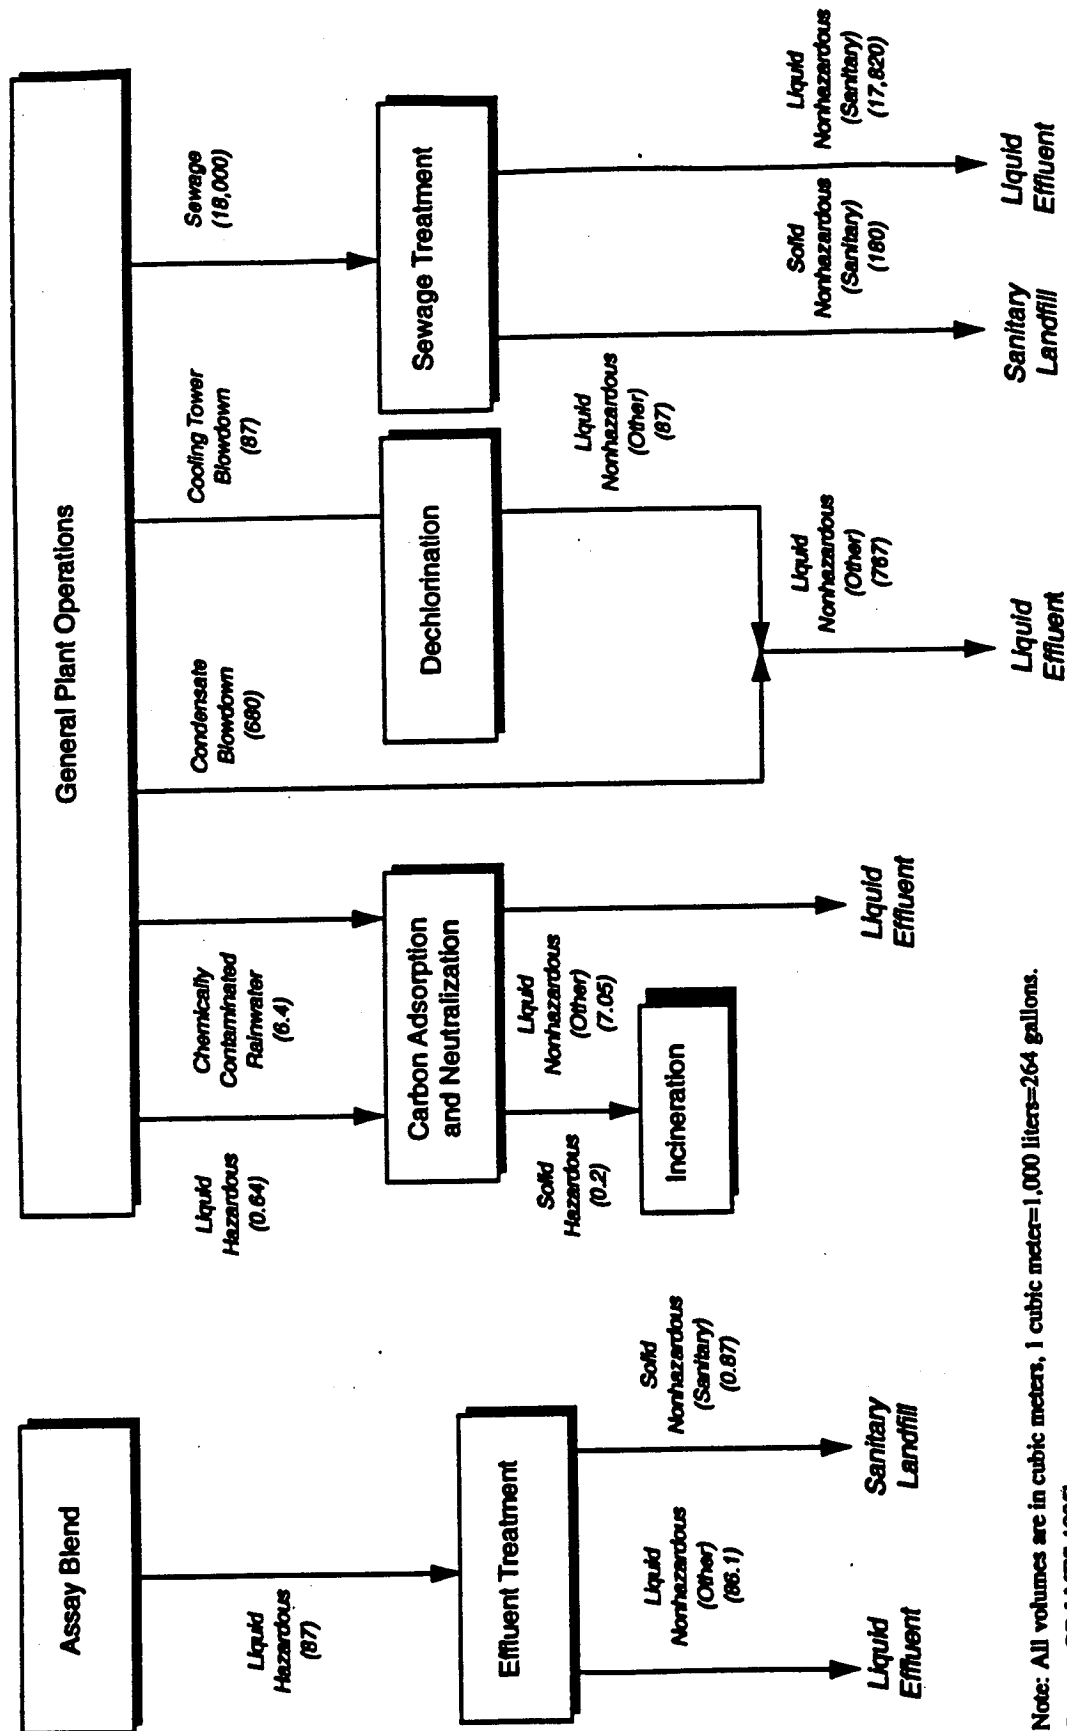 Assay Blend
General Plant Operations
Liquid
Hazardous
(87)
Liquid
Hazardous
(0.64)
Chemically
Contaminated
Rainwater
(6.4)
Condensate
Blowdown
(680)
Cooling Tower
Blowdown
(87)
Sewage
(18,000)
Effluent Treatment
Carbon Adsorption
and Neutralization
Dechlorination
Sewage Treatment
Liquid
Nonhazardous
(Other)
(86.1)
Solid
Nonhazardous
(Sanitary)
(0.87)
Solid
Hazardous
(0.2)
Liquid
Nonhazardous
(Other)
(7.05)
Liquid
Nonhazardous
(Other)
(87)
Incineration
Liquid
Nonhazardous
(Other)
(767)
Solid
Nonhazardous
(Sanitary)
(180)
Liquid
Nonhazardous
(Sanitary)
(17,820)
Liquid
Effluent
Sanitary
Landfill
Liquid
Effluent
Liquid
Effluent
Sanitary
Landfill
Liquid
Effluent
Note: All volumes are in cubic meters, 1 cubic meter=1,000 liters=264 gallons.